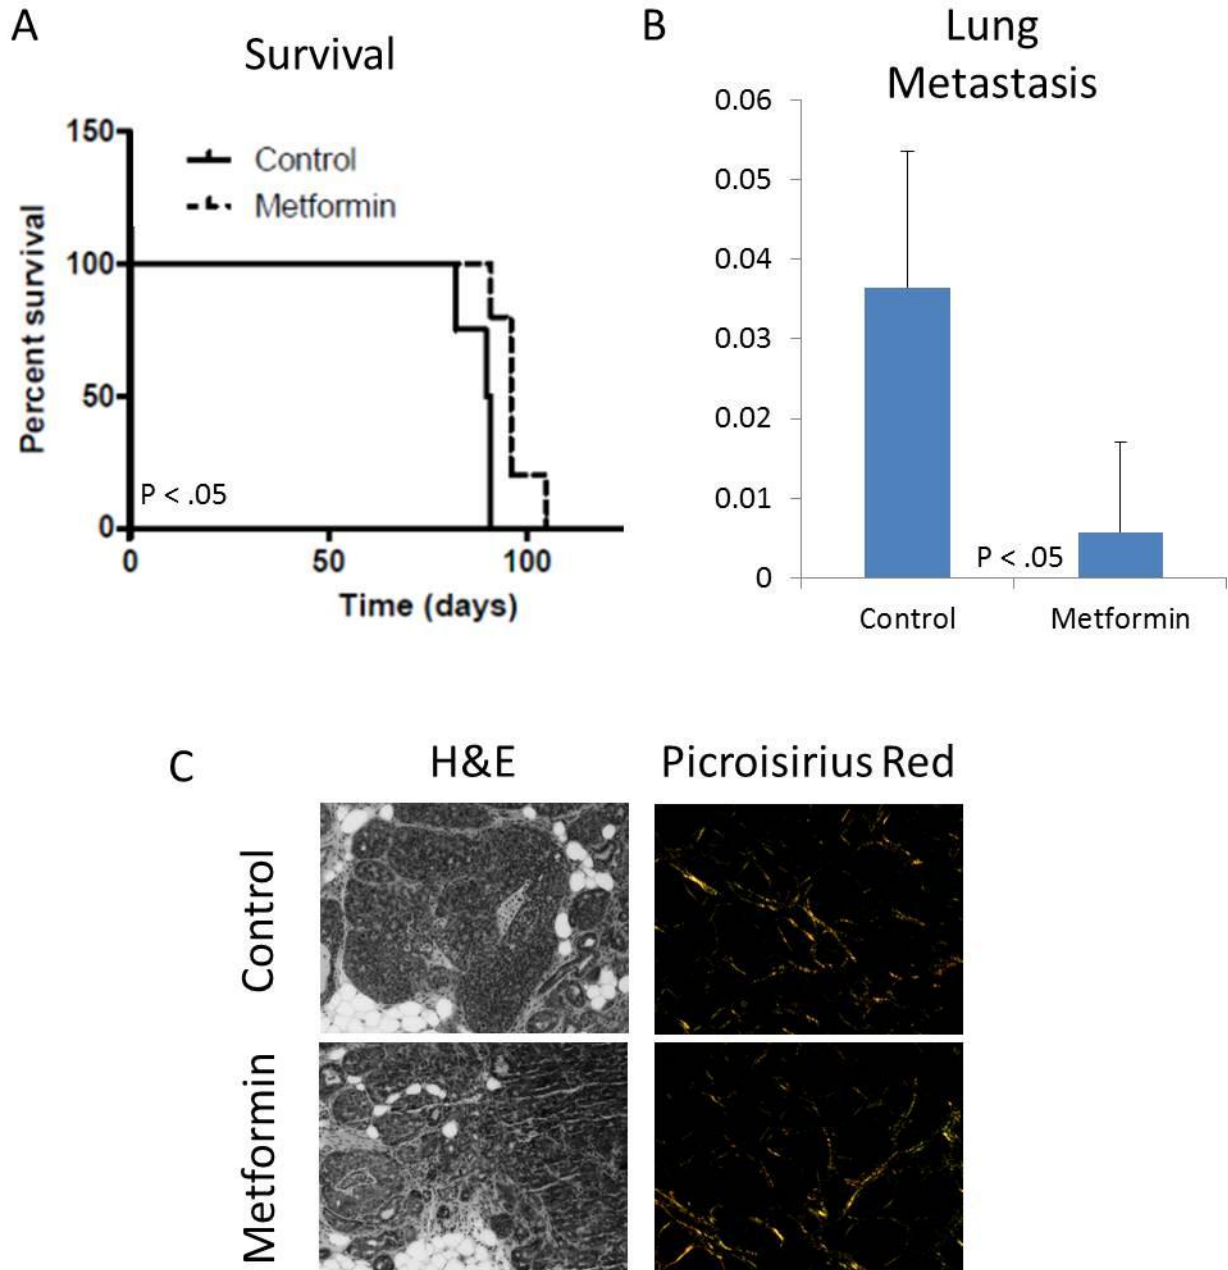 A
Survival
150
100
50
0
Percent survival
Control
Metformin
P < .05
0
50
100
Time (days)
B
Lung
Metastasis
0.06
0.05
0.04
0.03
0.02
0.01
0
P < .05
Control
Metformin
C
H&E
Picroisirius Red
Control
Metformin